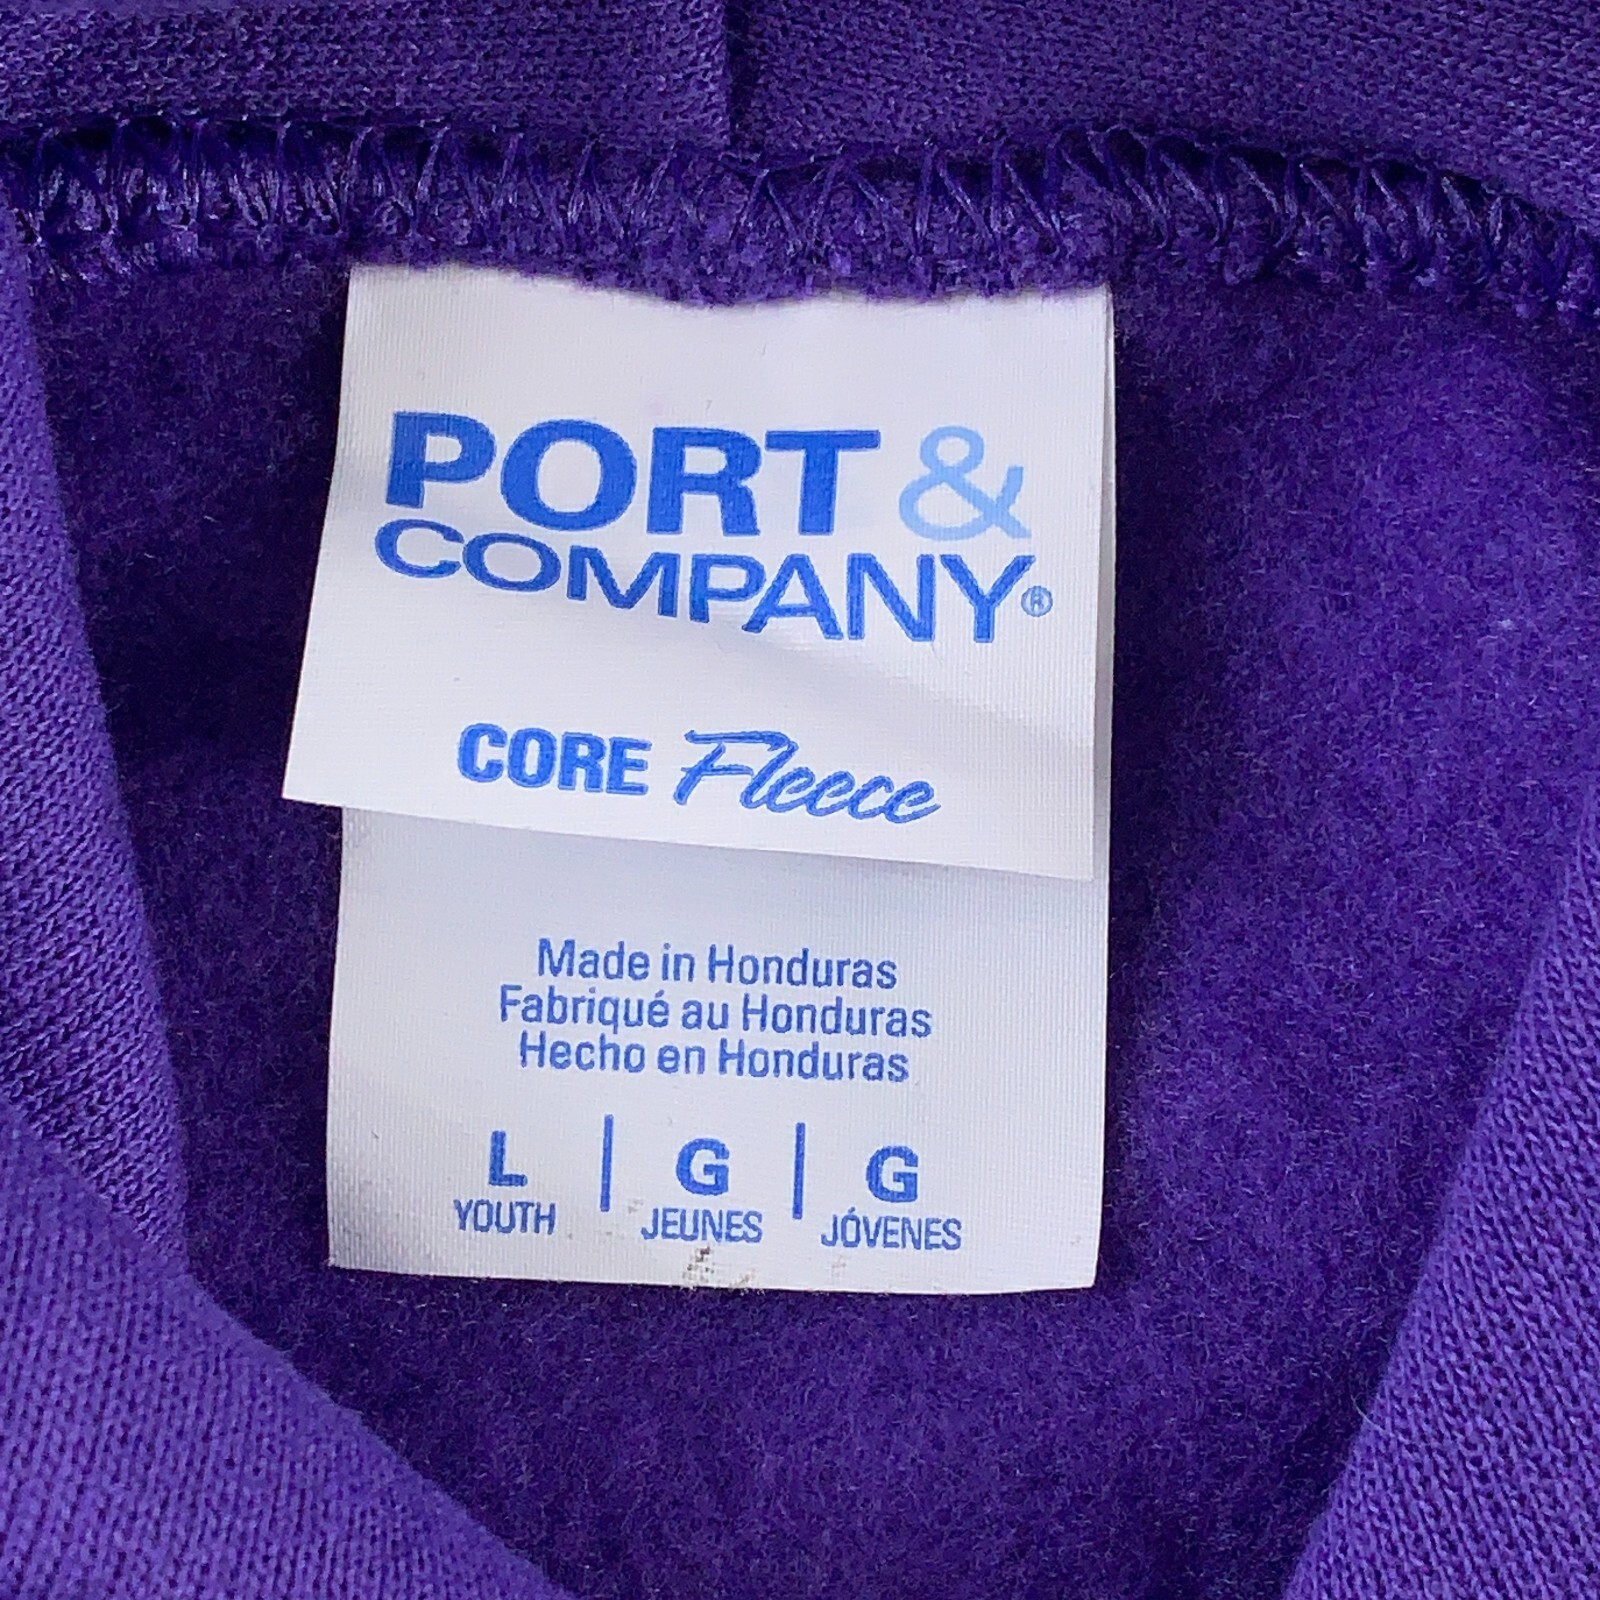 PORT &
COMPANY®
CORE Fleece
Made in Honduras
Fabriqué au Honduras
Hecho en Honduras
L | G | G
YOUTH JEUNES JÓVENES